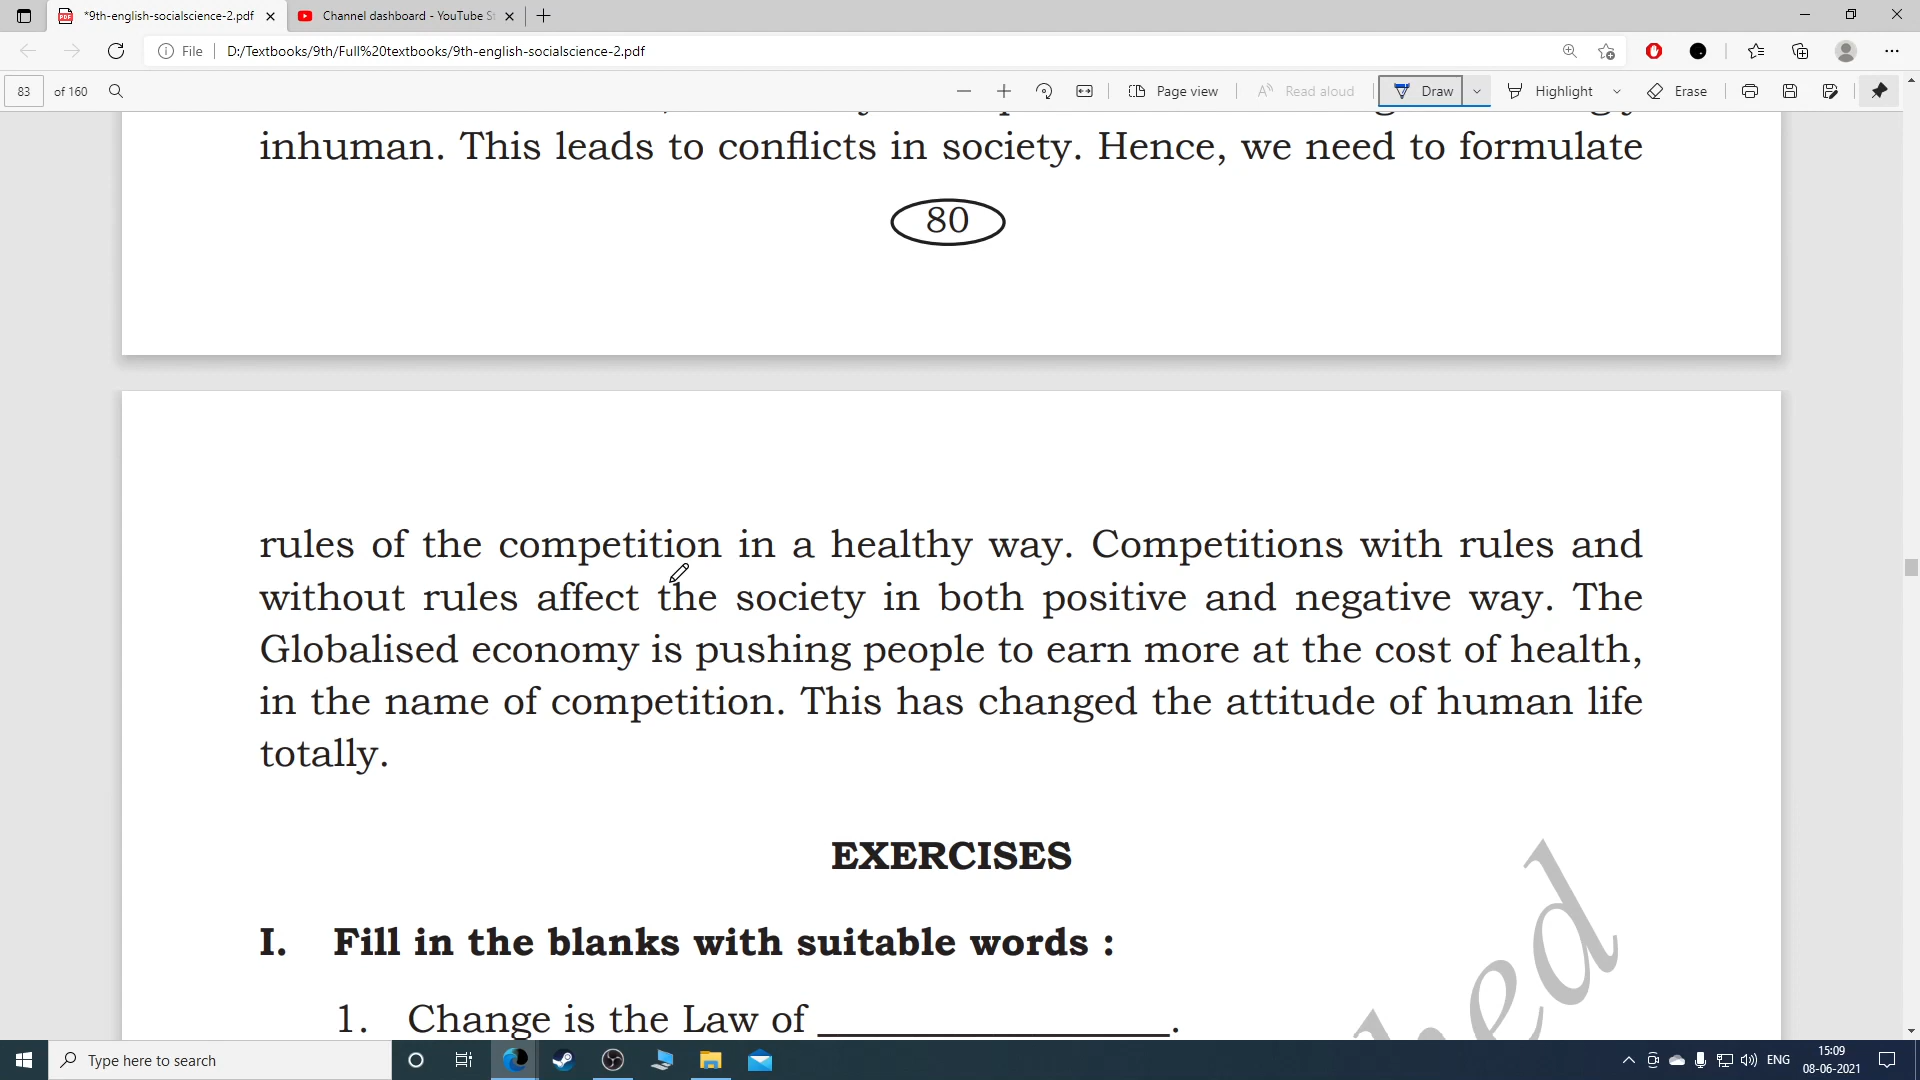 *9th-english-socialscience-2.pdf
Channel dashboard - YouTube St
File
D:/Textbooks/9th/Full%20textbooks/9th-english-socialscience-2.pdf
83 of 160
Page view
Read aloud
Draw
Highlight
Erase
inhuman. This leads to conflicts in society. Hence, we need to formulate
80
rules of the competition in a healthy way. Competitions with rules and
without rules affect the society in both positive and negative way. The
Globalised economy is pushing people to earn more at the cost of health,
in the name of competition. This has changed the attitude of human life
totally.
EXERCISES
I. Fill in the blanks with suitable words :
1. Change is the Law of ________________.
hed
Type here to search
ENG
15:09
08-06-2021